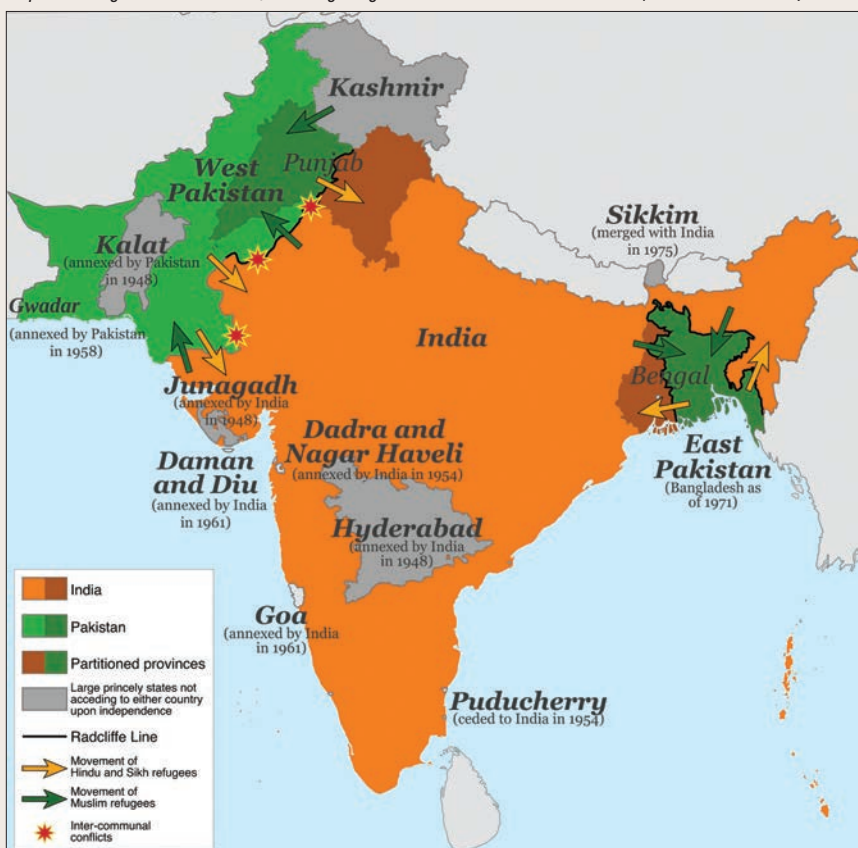 Kashmir
Punjab
West
Pakistan
Sikkim
(merged with India
in 1975)
Kalat
(annexed by Pakistan
in 1948)
Gwadar
(annexed by Pakistan
in 1958)
India
Bengal
Junagadh
(annexed by India
in 1948)
Dadra and
Nagar Haveli
(annexed by India in 1954)
East
Pakistan
(Bangladesh as
of 1971)
Daman
and Diu
(annexed by India
in 1961)
Hyderabad
(annexed by India
in 1948)
Goa
(annexed by India
in 1961)
Puducherry
(ceded to India in 1954)
India
Pakistan
Partitioned provinces
Large princely states not
acceding to either country
upon independence
Radcliffe Line
Movement of
Hindu and Sikh refugees
Movement of
Muslim refugees
Inter-communal
conflicts